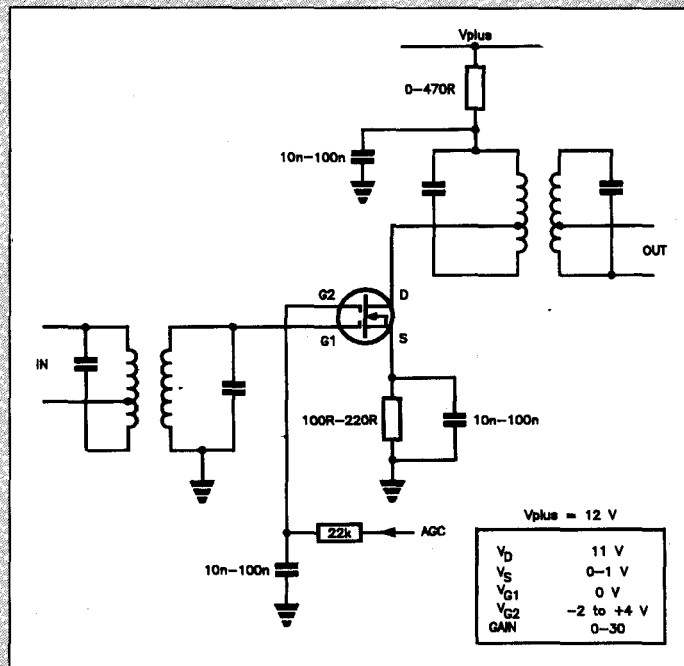 Vplus
0–470R
10n–100n
OUT
G2
D
G1
S
IN
100R–220R
10n–100n
22k
AGC
10n–100n
Vplus = 12 V
VD 11 V
VS 0–1 V
VG1 0 V
VG2 -2 to +4 V
GAIN 0–30